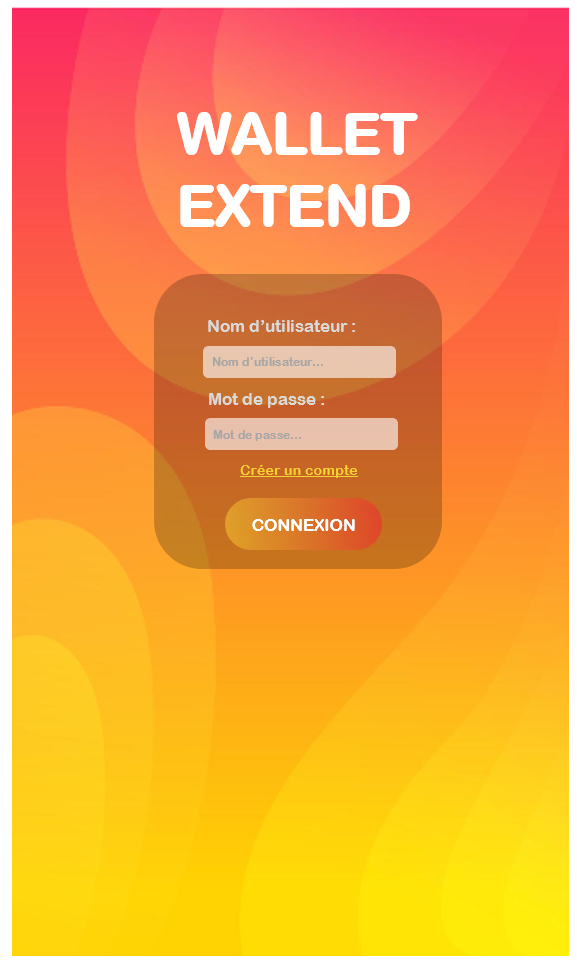 WALLET
EXTEND
Nom d’utilisateur :
Nom d’utilisateur...
Mot de passe :
Mot de passe...
Créer un compte
CONNEXION